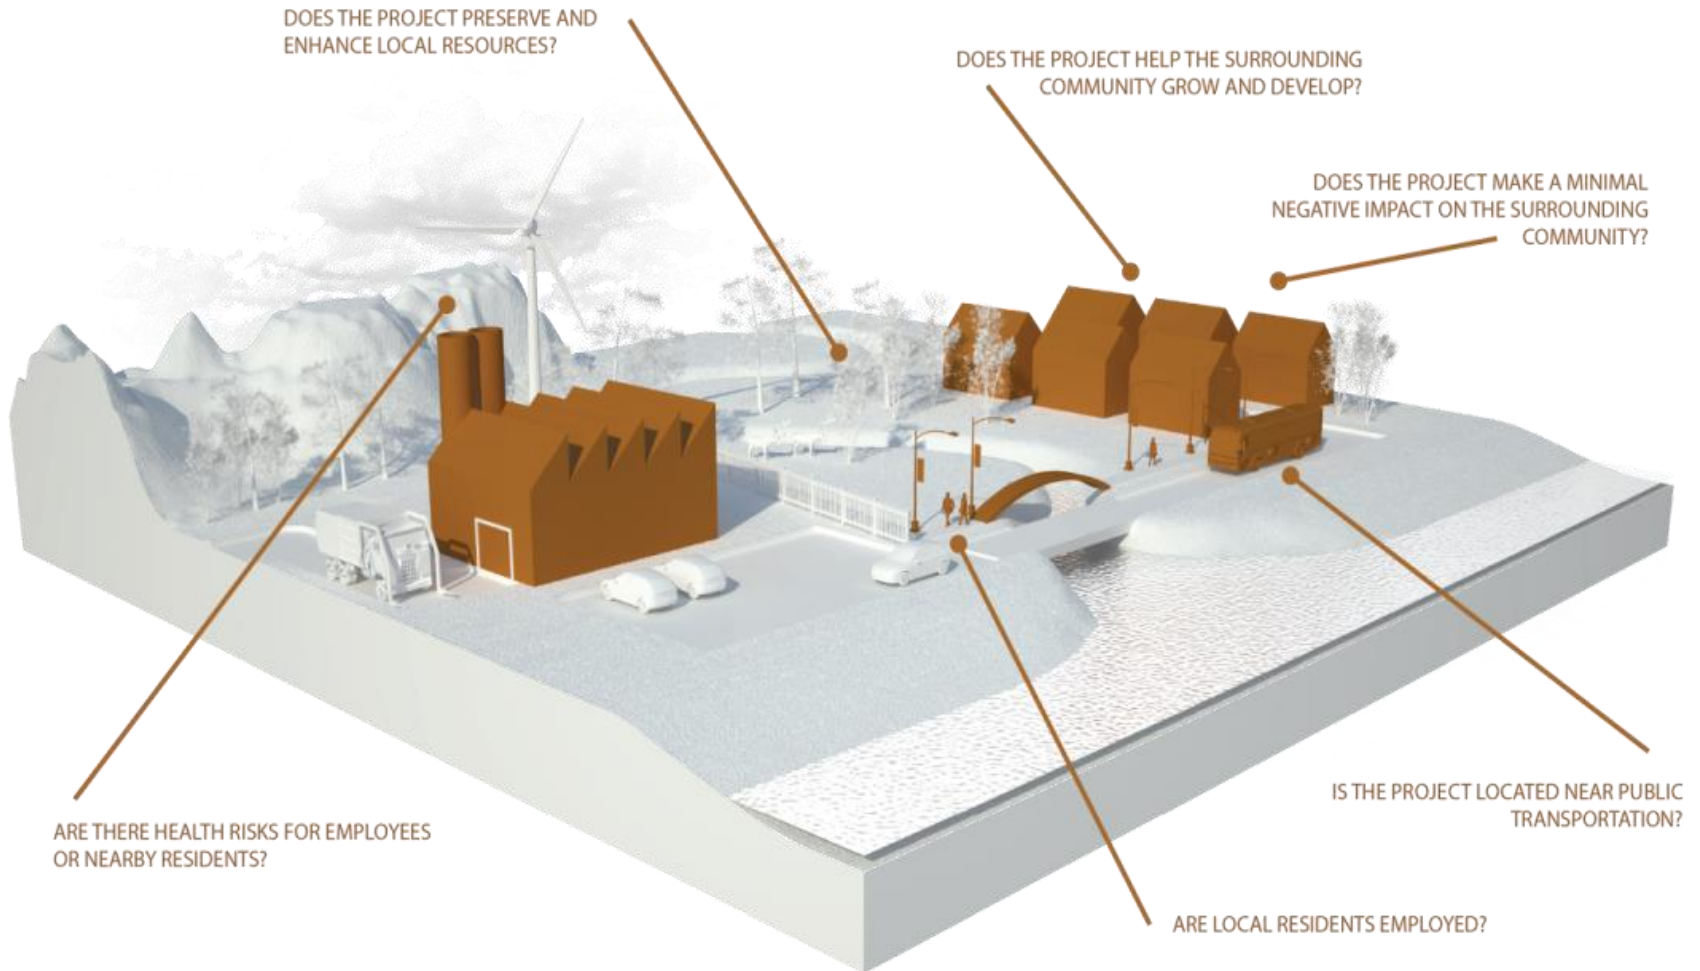 DOES THE PROJECT PRESERVE AND
ENHANCE LOCAL RESOURCES?
DOES THE PROJECT HELP THE SURROUNDING
COMMUNITY GROW AND DEVELOP?
DOES THE PROJECT MAKE A MINIMAL
NEGATIVE IMPACT ON THE SURROUNDING
COMMUNITY?
IS THE PROJECT LOCATED NEAR PUBLIC
TRANSPORTATION?
ARE THERE HEALTH RISKS FOR EMPLOYEES
OR NEARBY RESIDENTS?
ARE LOCAL RESIDENTS EMPLOYED?